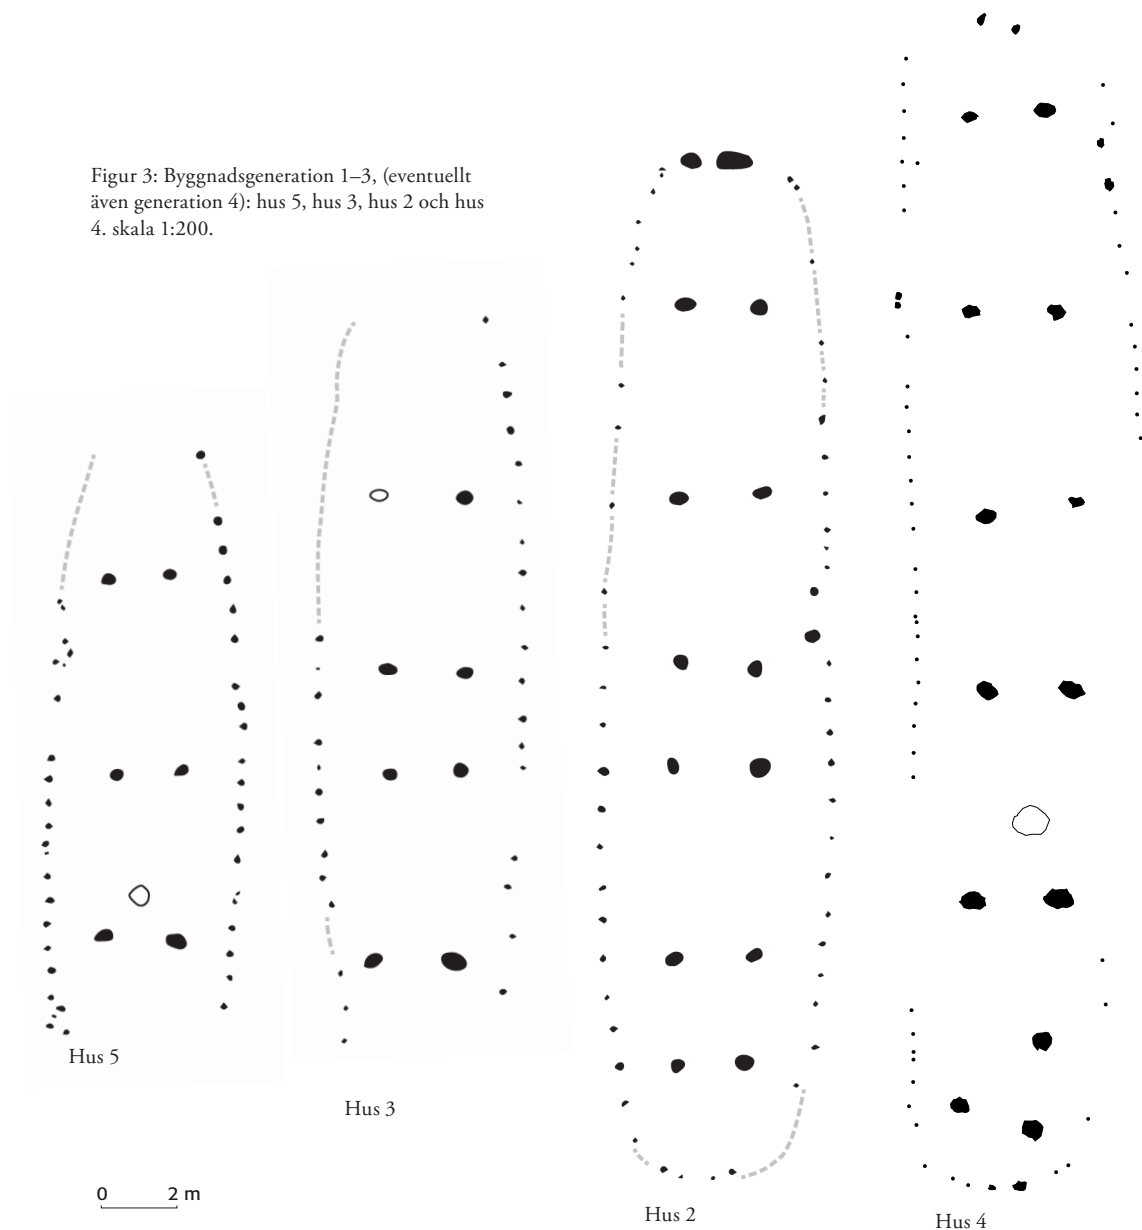 Figur 3: Byggnadsgeneration 1–3, (eventuellt
även generation 4): hus 5, hus 3, hus 2 och hus
4. skala 1:200.
Hus 5
Hus 3
Hus 2
Hus 4
0 2 m